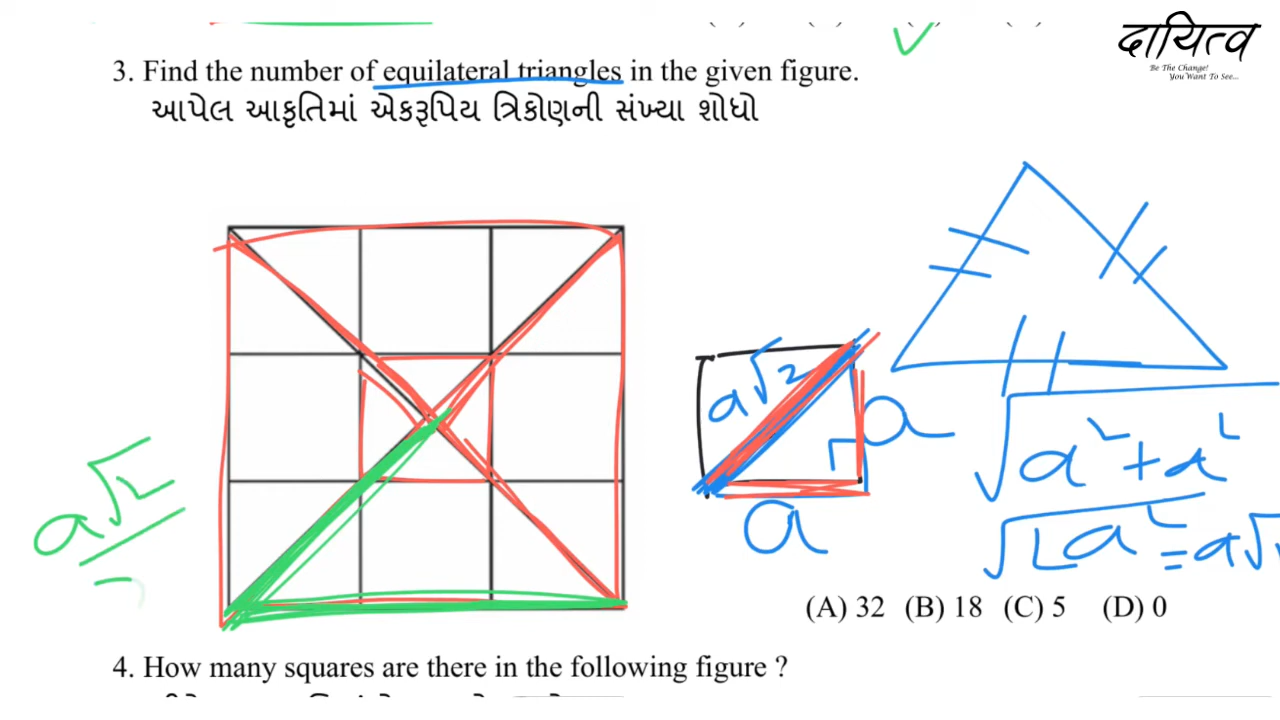 दायित्व
Be The Change!
You Want To See...
3. Find the number of equilateral triangles in the given figure.
આપેલ આકૃતિમાં એકરૂપિય ત્રિકોણની સંખ્યા શોધો
a√2
a
√a²+a²
a√2
a
√2a² = a√
(A) 32 (B) 18 (C) 5 (D) 0
4. How many squares are there in the following figure ?